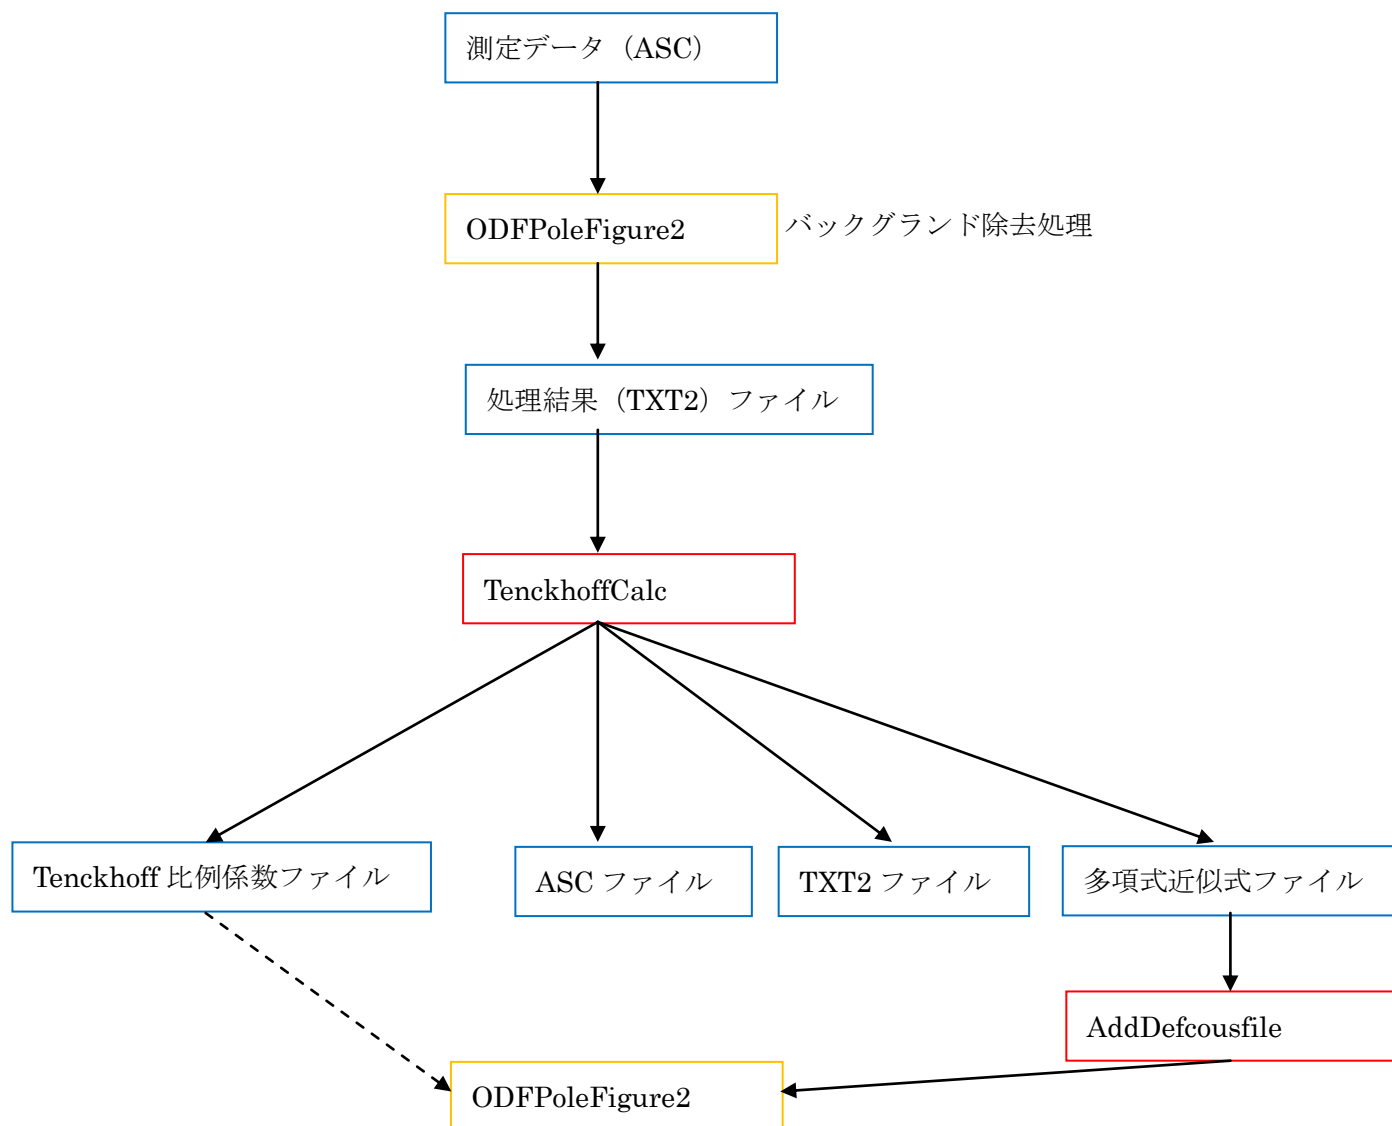 測定データ（ASC）
ODFPoleFigure2
バックグランド除去処理
処理結果（TXT2）ファイル
TenckhoffCalc
Tenckhoff 比例係数ファイル
ASC ファイル
TXT2 ファイル
多項式近似式ファイル
AddDefcousfile
ODFPoleFigure2